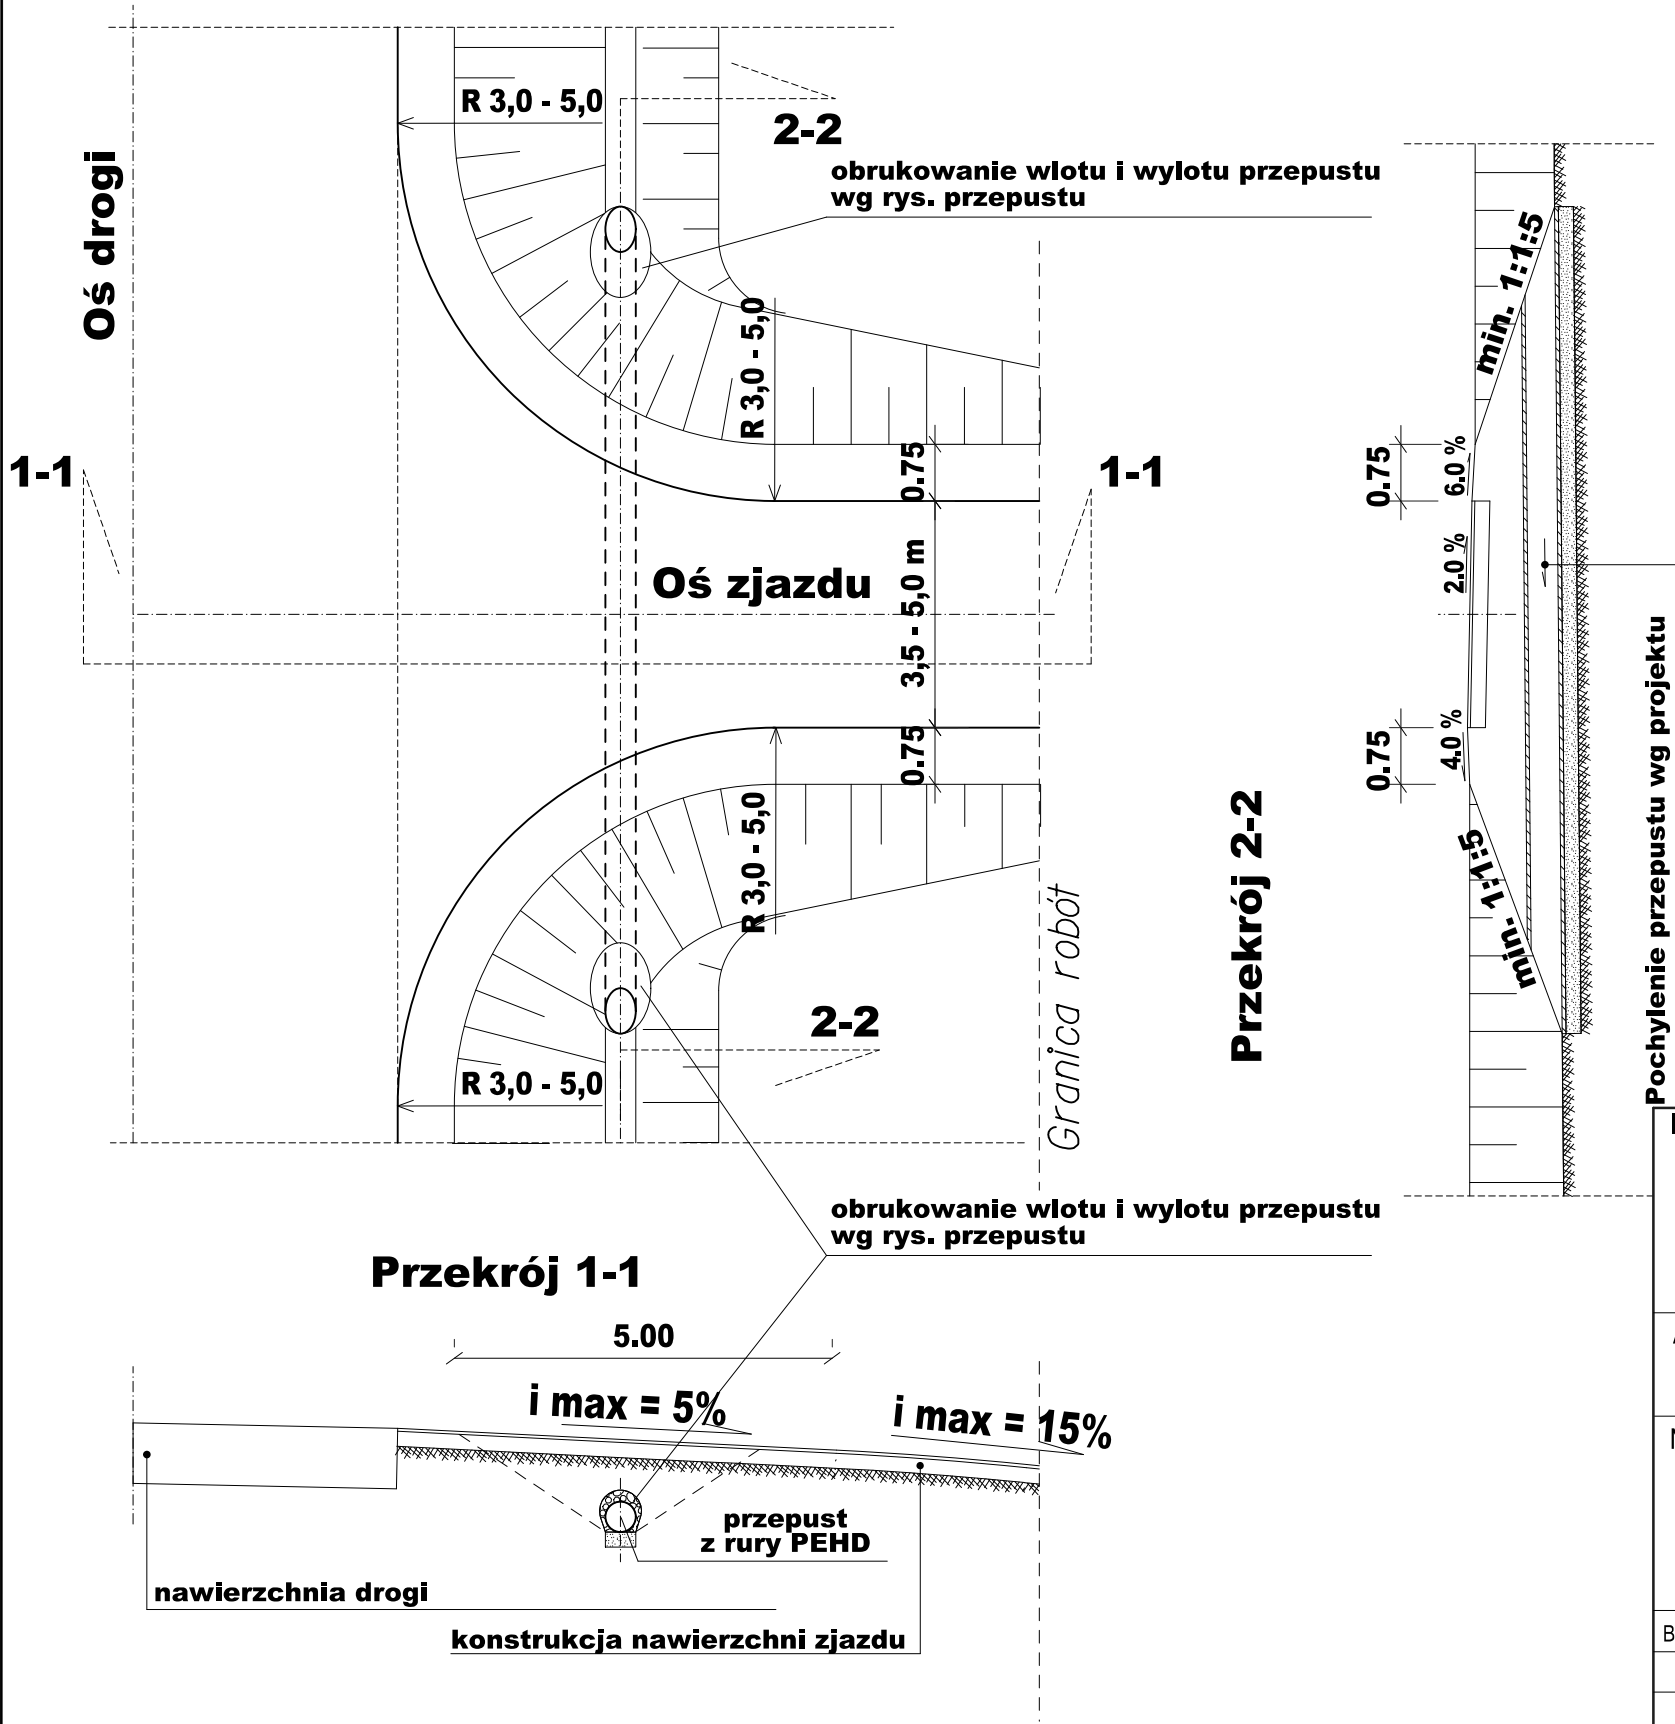 R 3,0 - 5,0
2-2
Oś drogi
obrukowanie wlotu i wylotu przepustu
wg rys. przepustu
min. 1:1:5
R 3,0 - 5,0
1-1
0.75
1-1
0.75
6.0 %
Oś zjazdu
3,5 - 5,0 m
2.0 %
0.75
0.75
4.0 %
R 3,0 - 5,0
Przekrój 2-2
min. 1:1:5
Pochylenie przepustu wg projektu
2-2
Granica robót
R 3,0 - 5,0
obrukowanie wlotu i wylotu przepustu
wg rys. przepustu
Przekrój 1-1
5.00
i max = 5%
i max = 15%
przepust
z rury PEHD
nawierzchnia drogi
konstrukcja nawierzchni zjazdu
B